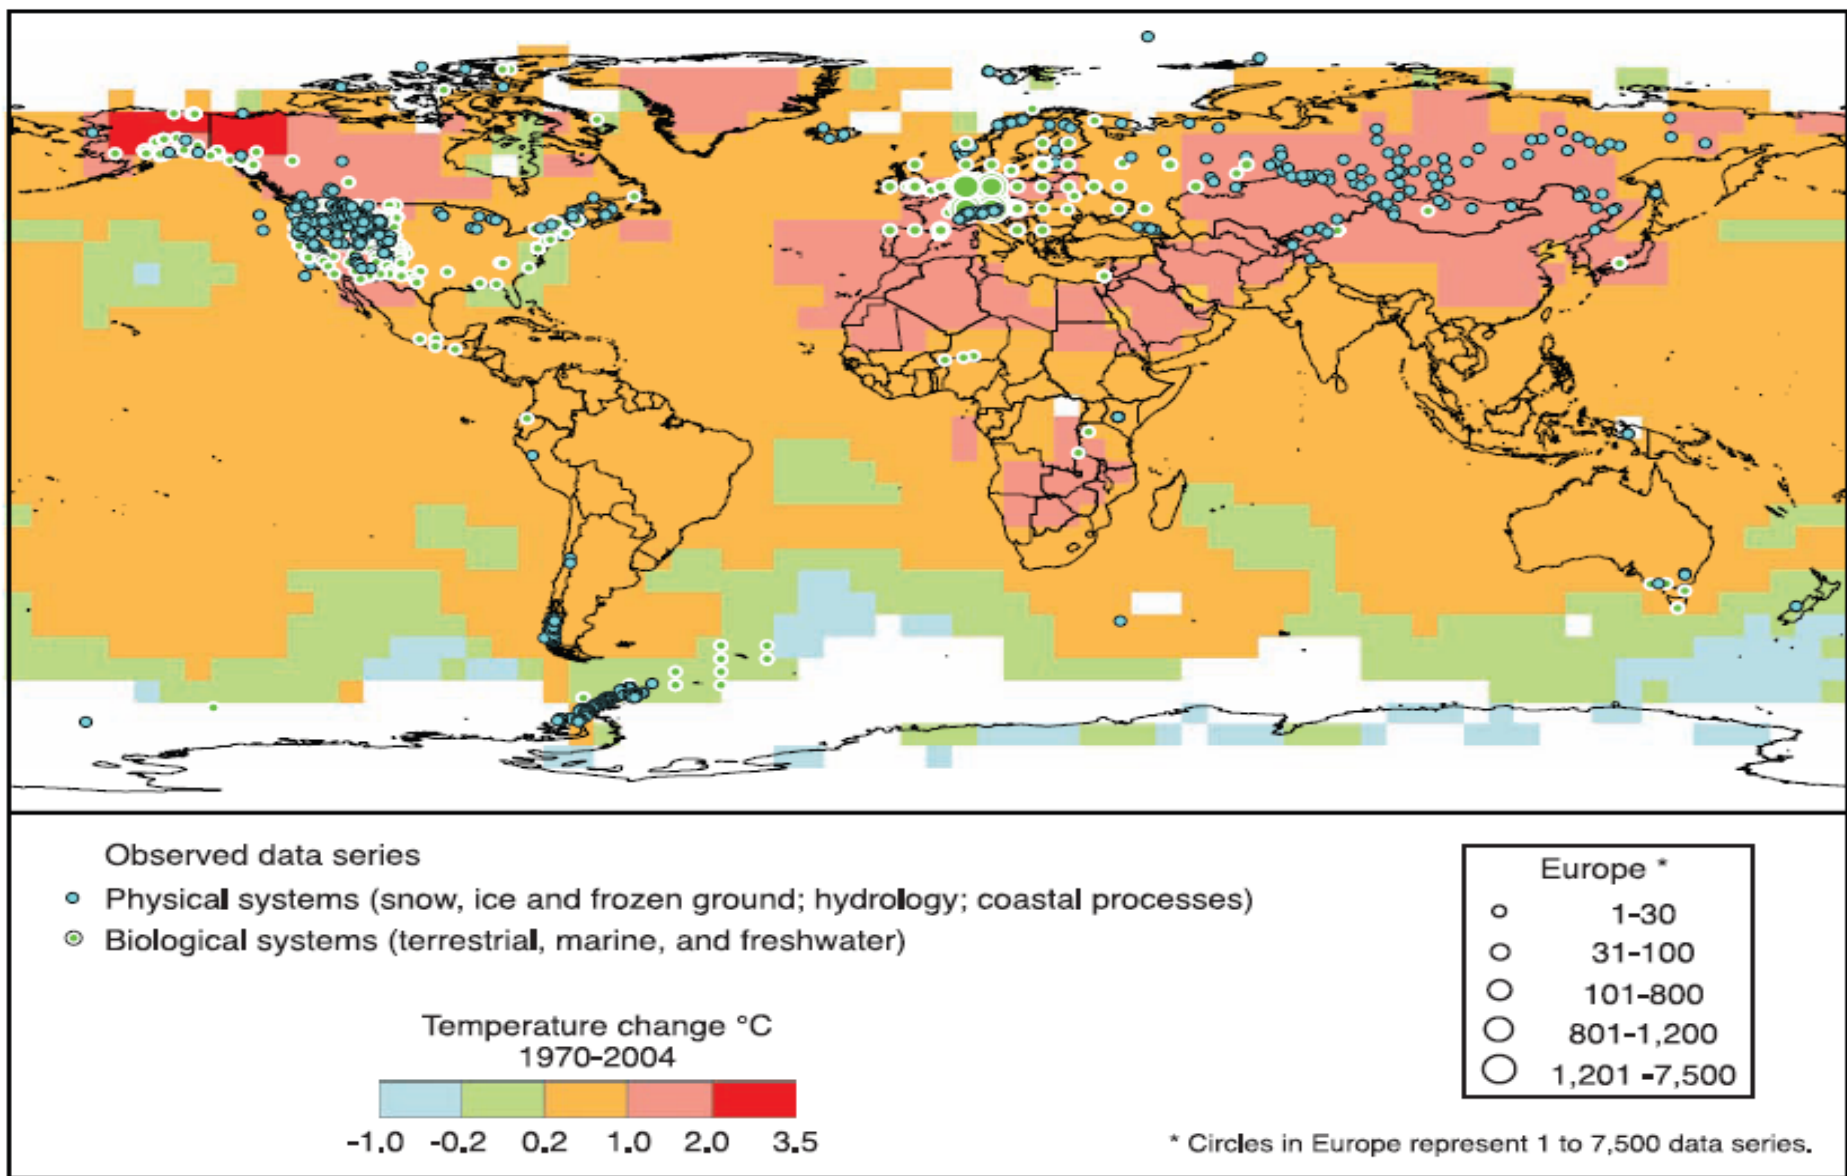 Observed data series
Physical systems (snow, ice and frozen ground; hydrology; coastal processes)
Biological systems (terrestrial, marine, and freshwater)
Temperature change °C
1970-2004
-1.0 -0.2 0.2 1.0 2.0 3.5
Europe *
1-30
31-100
101-800
801-1,200
1,201 -7,500
* Circles in Europe represent 1 to 7,500 data series.